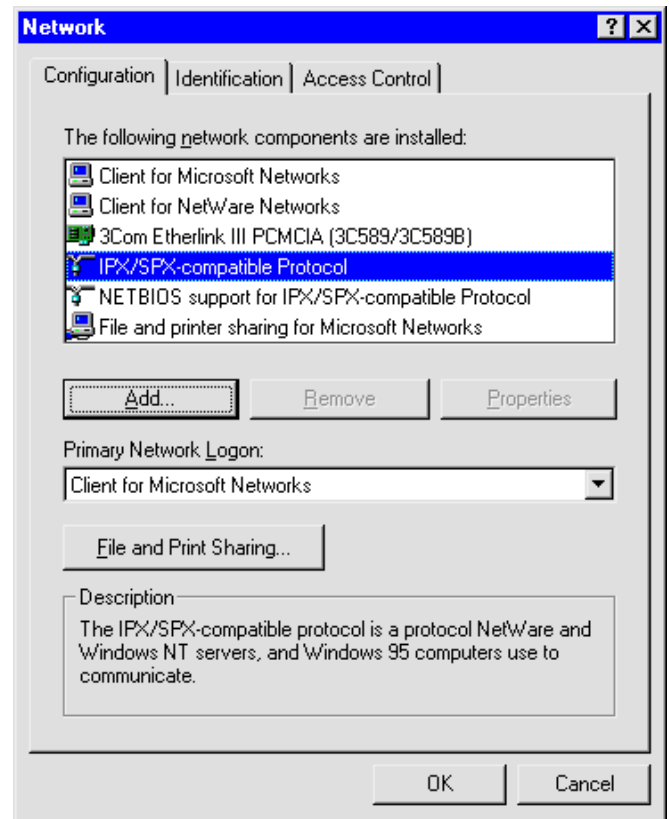 Network
Configuration
Identification
Access Control
The following network components are installed:
Client for Microsoft Networks
Client for NetWare Networks
3Com Etherlink III PCMCIA (3C589/3C589B)
IPX/SPX-compatible Protocol
NETBIOS support for IPX/SPX-compatible Protocol
File and printer sharing for Microsoft Networks
Add...
Remove
Properties
Primary Network Logon:
Client for Microsoft Networks
File and Print Sharing...
Description
The IPX/SPX-compatible protocol is a protocol NetWare and
Windows NT servers, and Windows 95 computers use to
communicate.
OK
Cancel